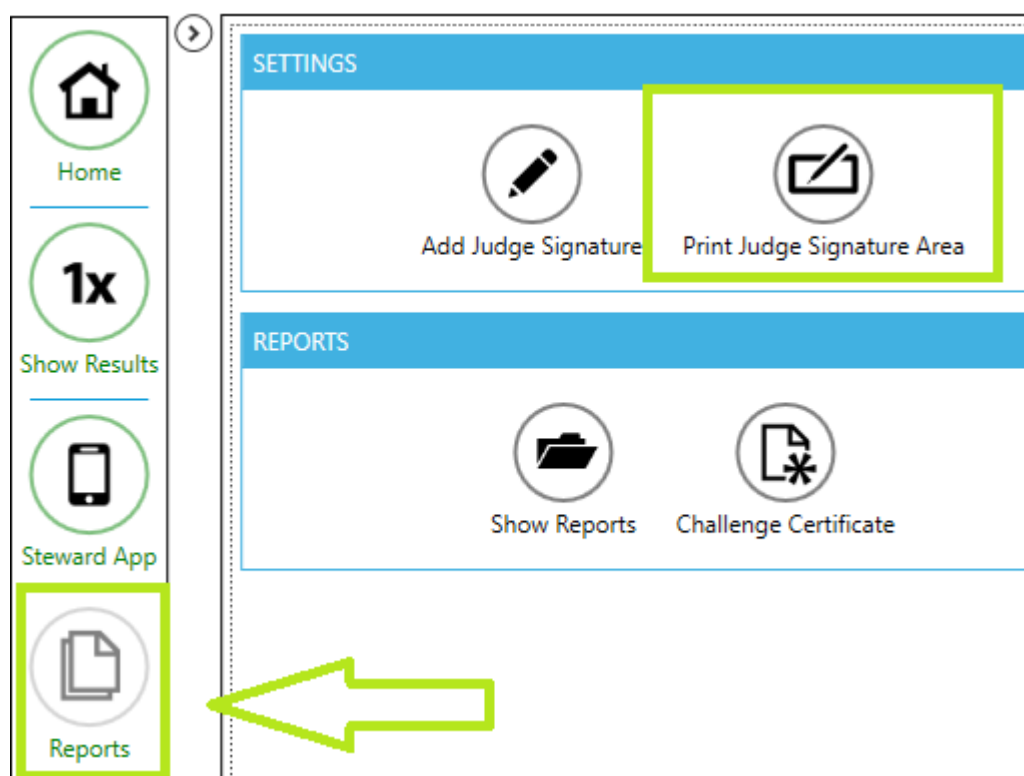 Home
1x
Show Results
Steward App
Reports
SETTINGS
Add Judge Signature
Print Judge Signature Area
REPORTS
Show Reports
Challenge Certificate